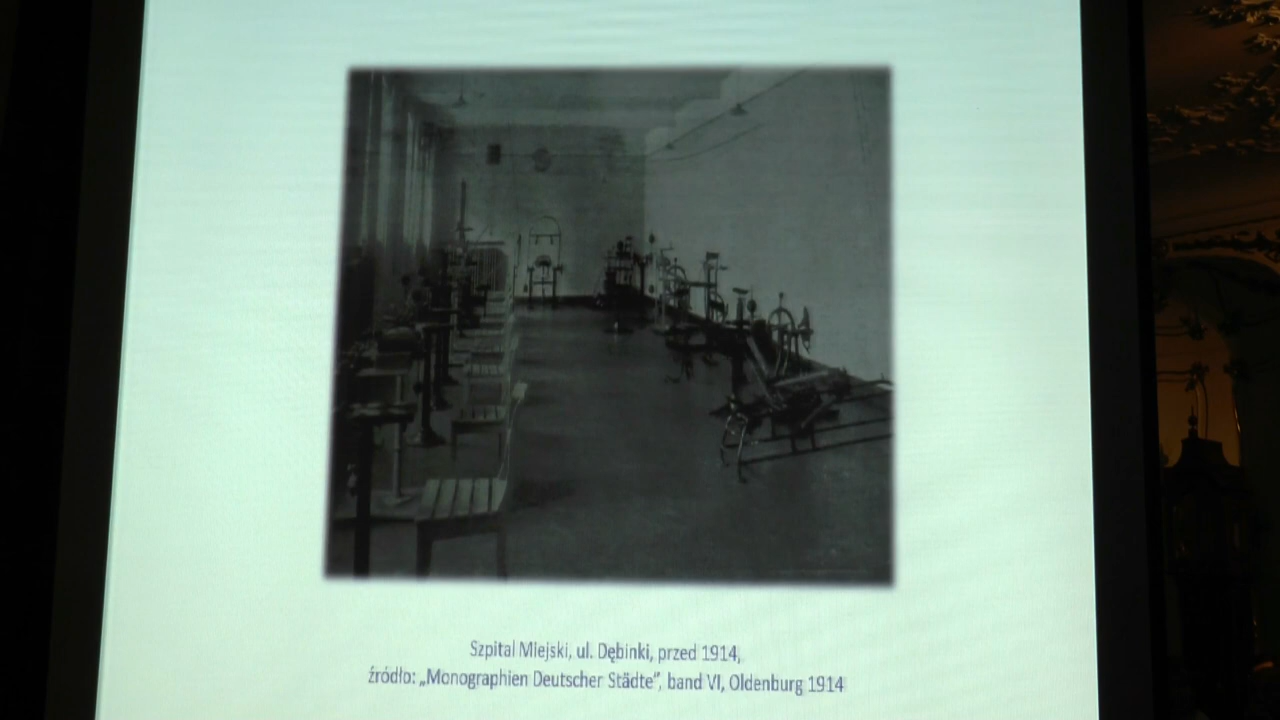 Szpital Miejski, ul. Dębinki, przed 1914,
źródło: „Monographien Deutscher Städte”, band VI, Oldenburg 1914